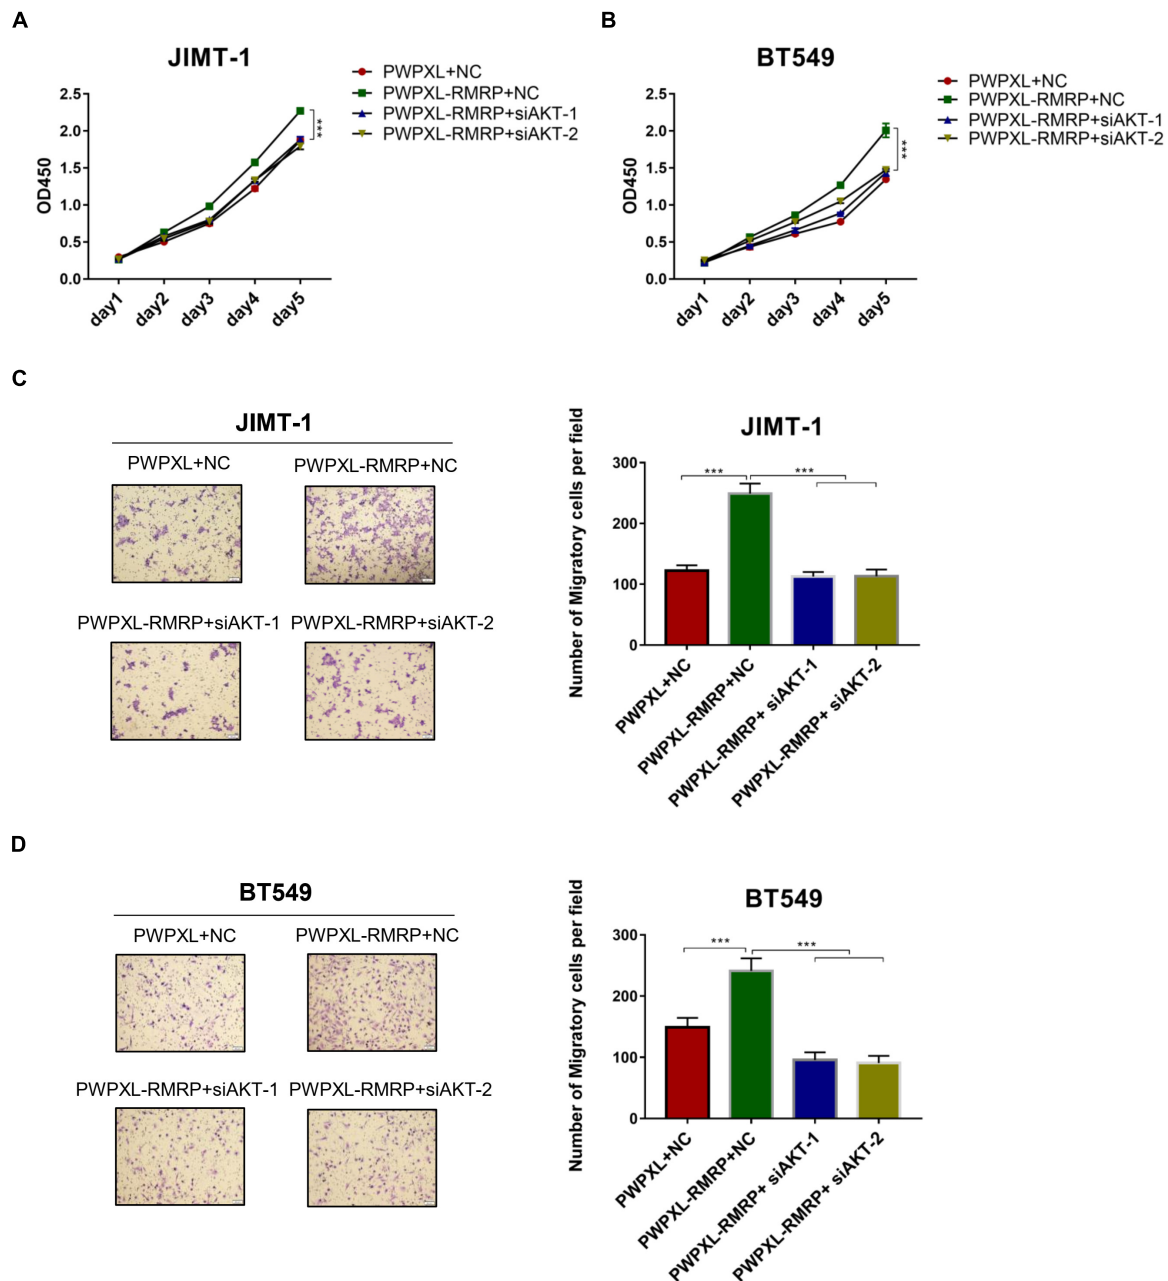 A
JIMT-1
PWPXL+NC
PWPXL-RMRP+NC
PWPXL-RMRP+siAKT-1
PWPXL-RMRP+siAKT-2
OD450
2.5
2.0
1.5
1.0
0.5
0.0
***
day1
day2
day3
day4
day5
B
BT549
PWPXL+NC
PWPXL-RMRP+NC
PWPXL-RMRP+siAKT-1
PWPXL-RMRP+siAKT-2
OD450
2.5
2.0
1.5
1.0
0.5
0.0
***
day1
day2
day3
day4
day5
C
JIMT-1
PWPXL+NC
PWPXL-RMRP+NC
PWPXL-RMRP+siAKT-1
PWPXL-RMRP+siAKT-2
JIMT-1
Number of Migratory cells per field
300
200
100
0
***
***
PWPXL+NC
PWPXL-RMRP+NC
PWPXL-RMRP+ siAKT-1
PWPXL-RMRP+ siAKT-2
D
BT549
PWPXL+NC
PWPXL-RMRP+NC
PWPXL-RMRP+siAKT-1
PWPXL-RMRP+siAKT-2
BT549
Number of Migratory cells per field
300
200
100
0
***
***
PWPXL+NC
PWPXL-RMRP+NC
PWPXL-RMRP+ siAKT-1
PWPXL-RMRP+ siAKT-2